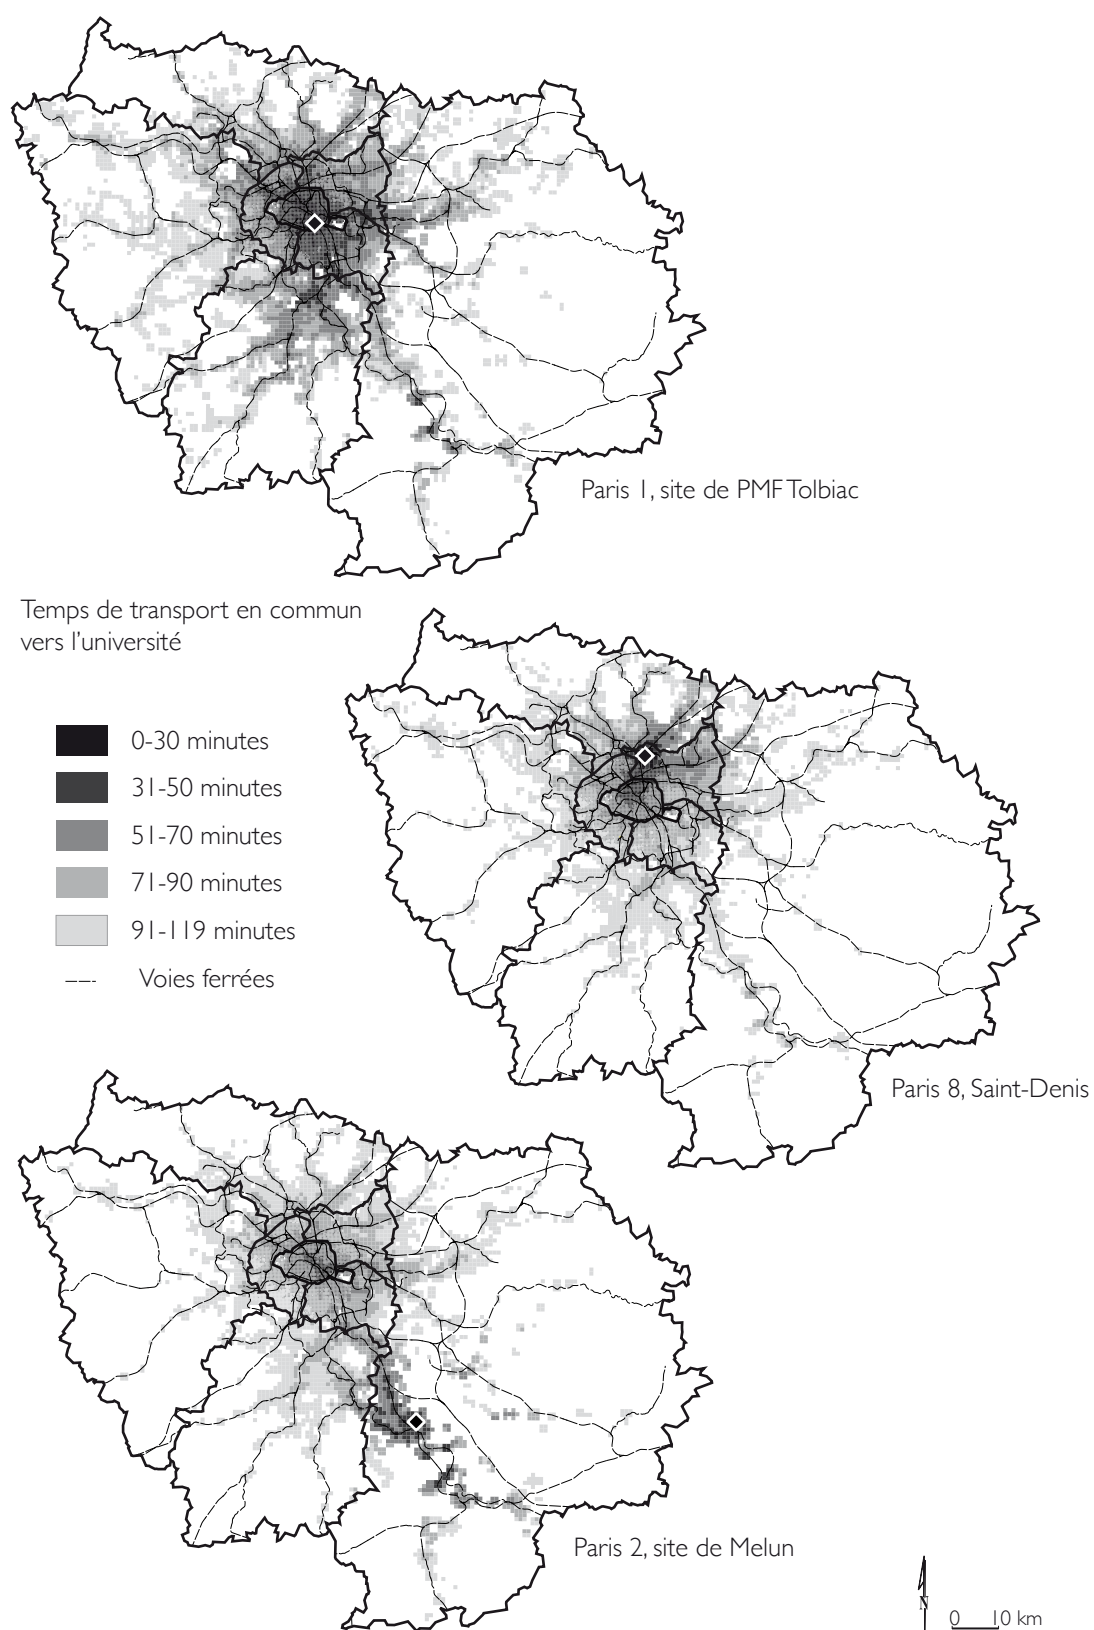 Paris 1, site de PMF Tolbiac
Temps de transport en commun
vers l'université
0-30 minutes
31-50 minutes
51-70 minutes
71-90 minutes
91-119 minutes
Voies ferrées
Paris 8, Saint-Denis
Paris 2, site de Melun
N
0 10 km